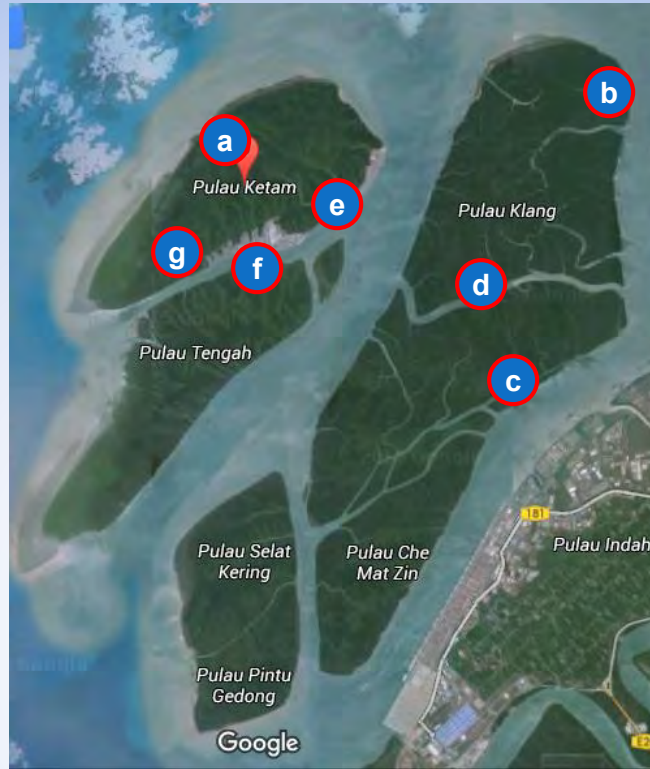 b
a
Pulau Ketam
e
Pulau Klang
g
f
d
Pulau Tengah
c
181
Pulau Indah
Pulau Selat
Kering
Pulau Che
Mat Zin
Pulau Pintu
Gedong
Google
E2